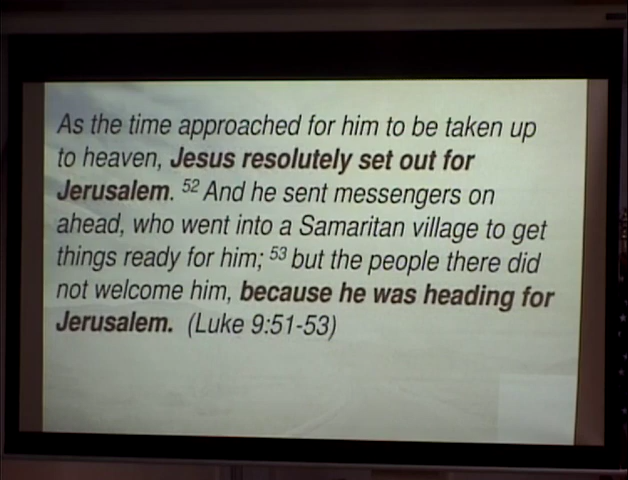 As the time approached for him to be taken up
to heaven, Jesus resolutely set out for
Jerusalem. 52 And he sent messengers on
ahead, who went into a Samaritan village to get
things ready for him; 53 but the people there did
not welcome him, because he was heading for
Jerusalem. (Luke 9:51-53)